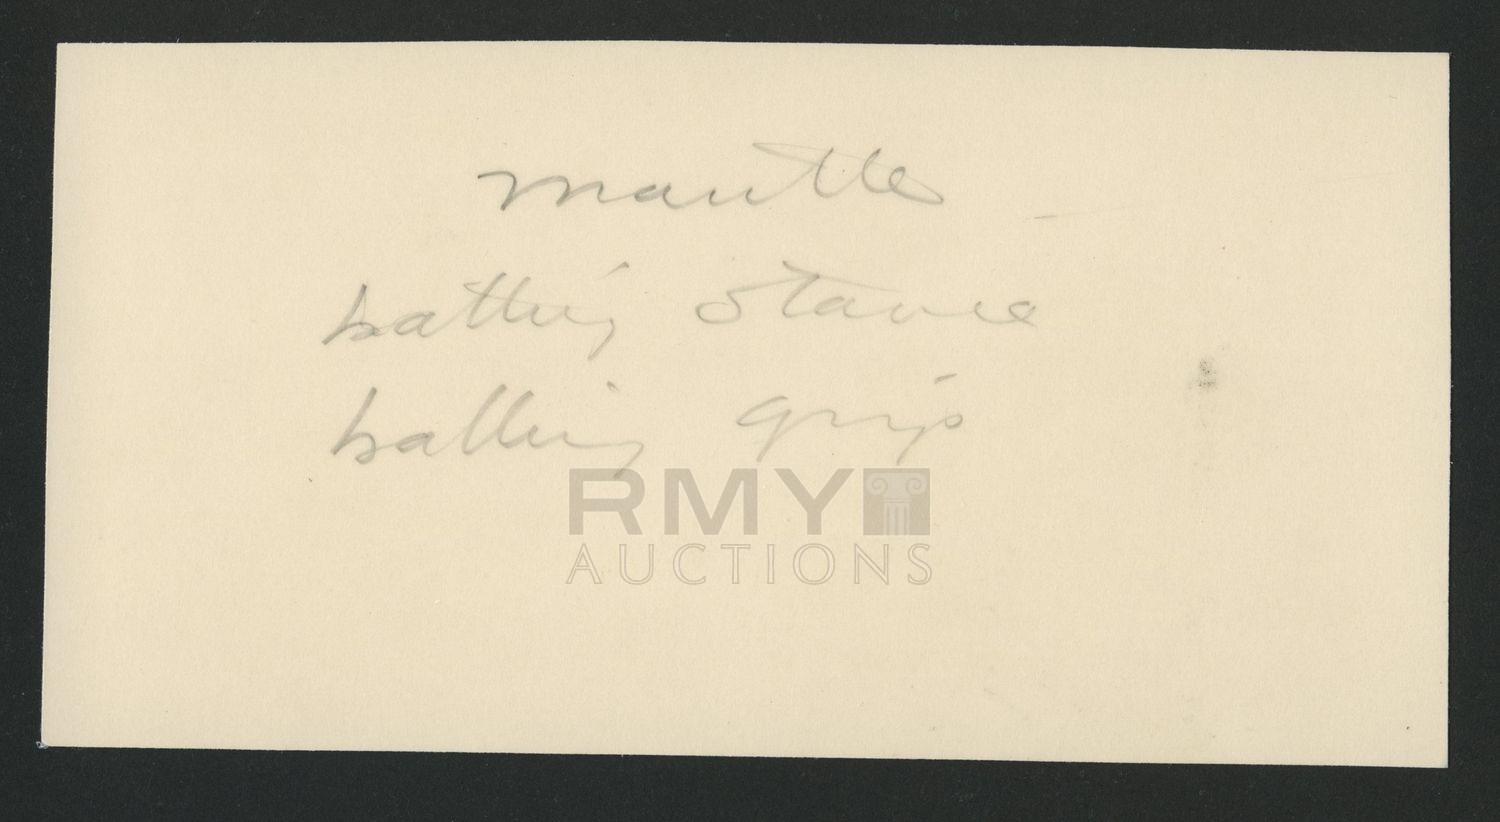 Mantle
batting stance
batting grip
RMY
AUCTIONS